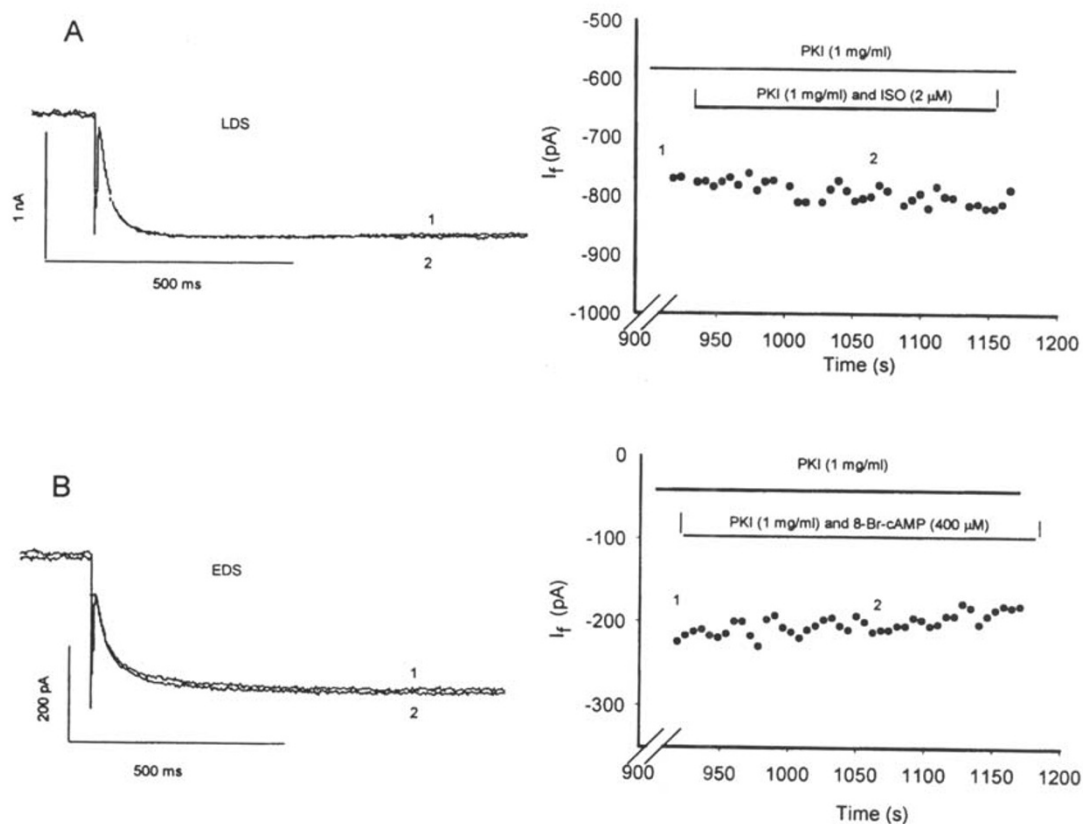 A
LDS
1 nA
500 ms
1
2
-500
-600
-700
-800
-900
-1000
I_f (pA)
PKI (1 mg/ml)
PKI (1 mg/ml) and ISO (2 µM)
1
2
900 950 1000 1050 1100 1150 1200
Time (s)
B
EDS
200 pA
500 ms
1
2
0
-100
-200
-300
I_f (pA)
PKI (1 mg/ml)
PKI (1 mg/ml) and 8-Br-cAMP (400 µM)
1
2
900 950 1000 1050 1100 1150 1200
Time (s)